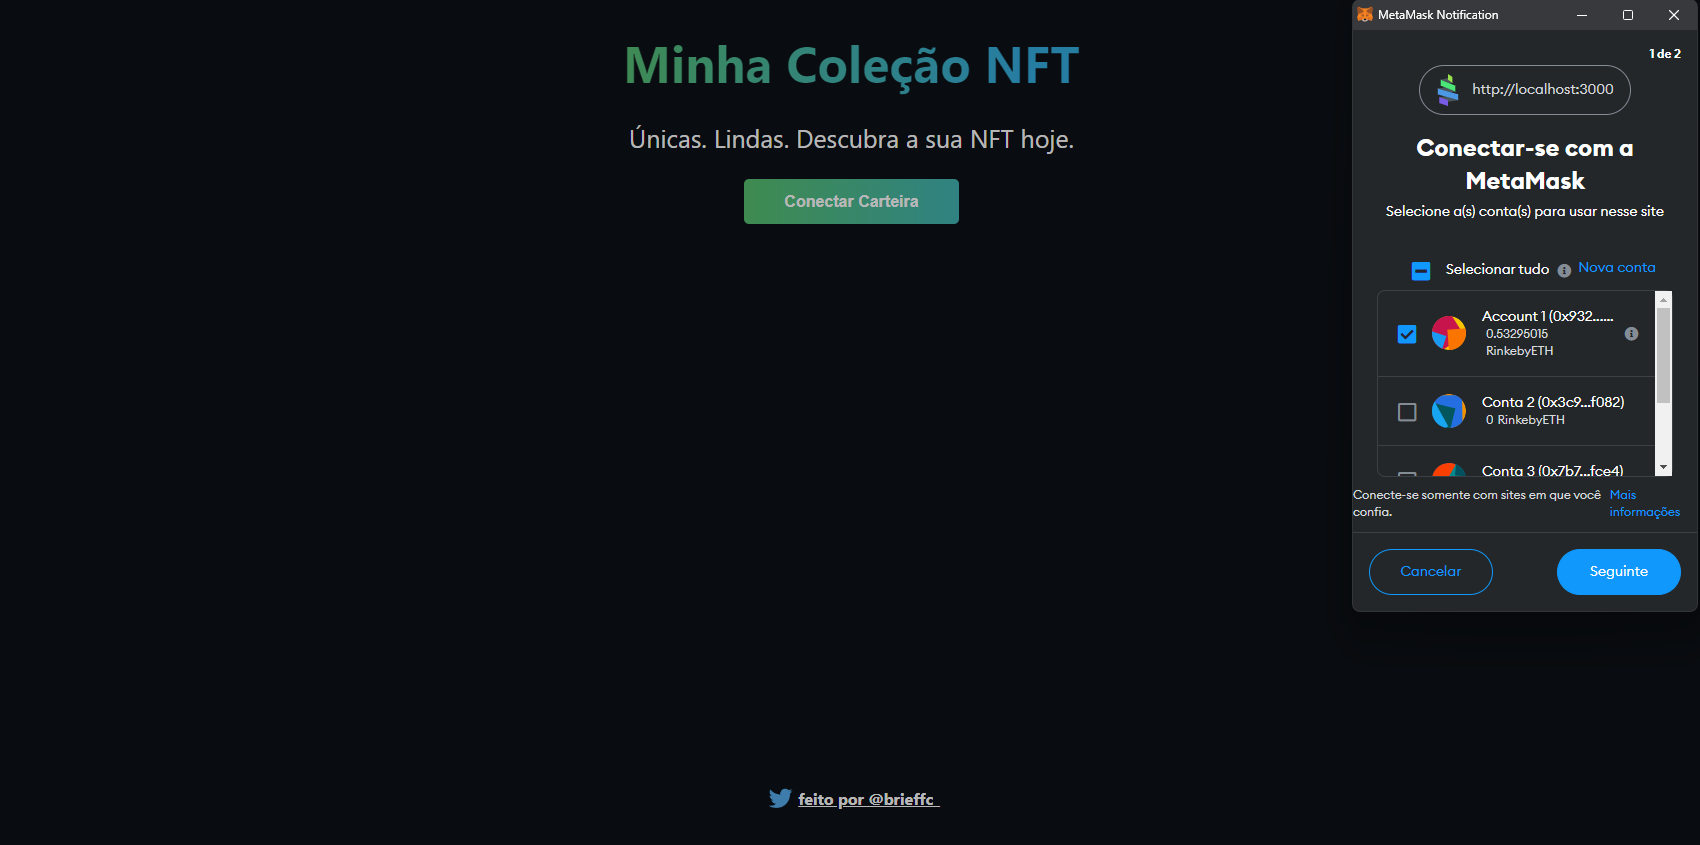 Minha Coleção NFT
Únicas. Lindas. Descubra a sua NFT hoje.
Conectar Carteira
feito por @brieffc
MetaMask Notification
1 de 2
http://localhost:3000
Conectar-se com a
MetaMask
Selecione a(s) conta(s) para usar nesse site
Selecionar tudo Nova conta
Account 1 (0x932......
0.53295015
RinkebyETH
Conta 2 (0x3c9...f082)
0 RinkebyETH
Conta 3 (0x7b7...fce4)
Conecte-se somente com sites em que você
confia.
Mais
informações
Cancelar
Seguinte